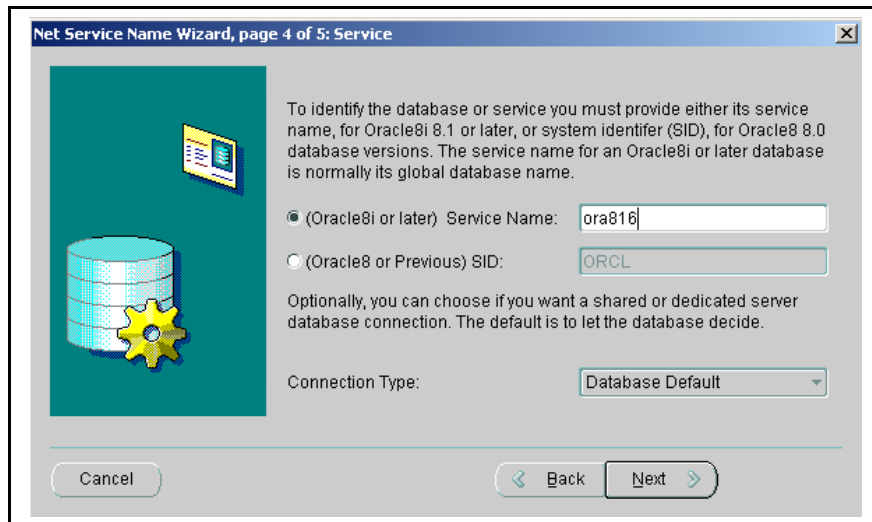 Net Service Name Wizard, page 4 of 5: Service
To identify the database or service you must provide either its service
name, for Oracle8i 8.1 or later, or system identifer (SID), for Oracle8 8.0
database versions. The service name for an Oracle8i or later database
is normally its global database name.
(Oracle8i or later) Service Name: ora816
(Oracle8 or Previous) SID: ORCL
Optionally, you can choose if you want a shared or dedicated server
database connection. The default is to let the database decide.
Connection Type: Database Default
Cancel Back Next